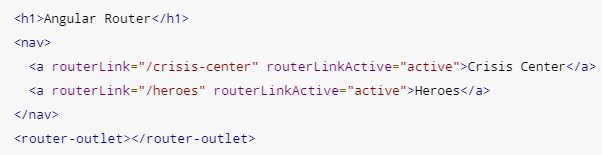 <h1>Angular Router</h1>
<nav>
  <a routerLink="/crisis-center" routerLinkActive="active">Crisis Center</a>
  <a routerLink="/heroes" routerLinkActive="active">Heroes</a>
</nav>
<router-outlet></router-outlet>